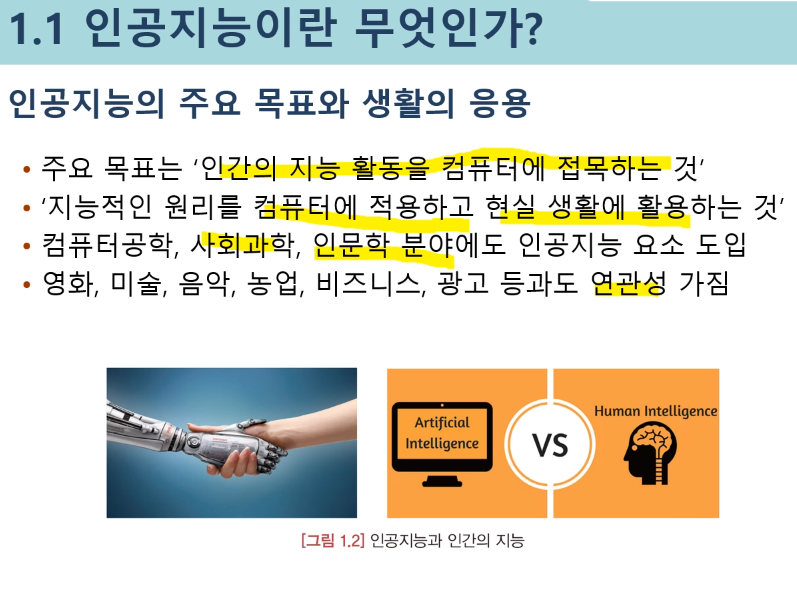 1.1 인공지능이란 무엇인가?
인공지능의 주요 목표와 생활의 응용
• 주요 목표는 ‘인간의 지능 활동을 컴퓨터에 접목하는 것’
• ‘지능적인 원리를 컴퓨터에 적용하고 현실 생활에 활용하는 것’
• 컴퓨터공학, 사회과학, 인문학 분야에도 인공지능 요소 도입
• 영화, 미술, 음악, 농업, 비즈니스, 광고 등과도 연관성 가짐
Artificial
Intelligence
VS
Human Intelligence
[그림 1.2] 인공지능과 인간의 지능